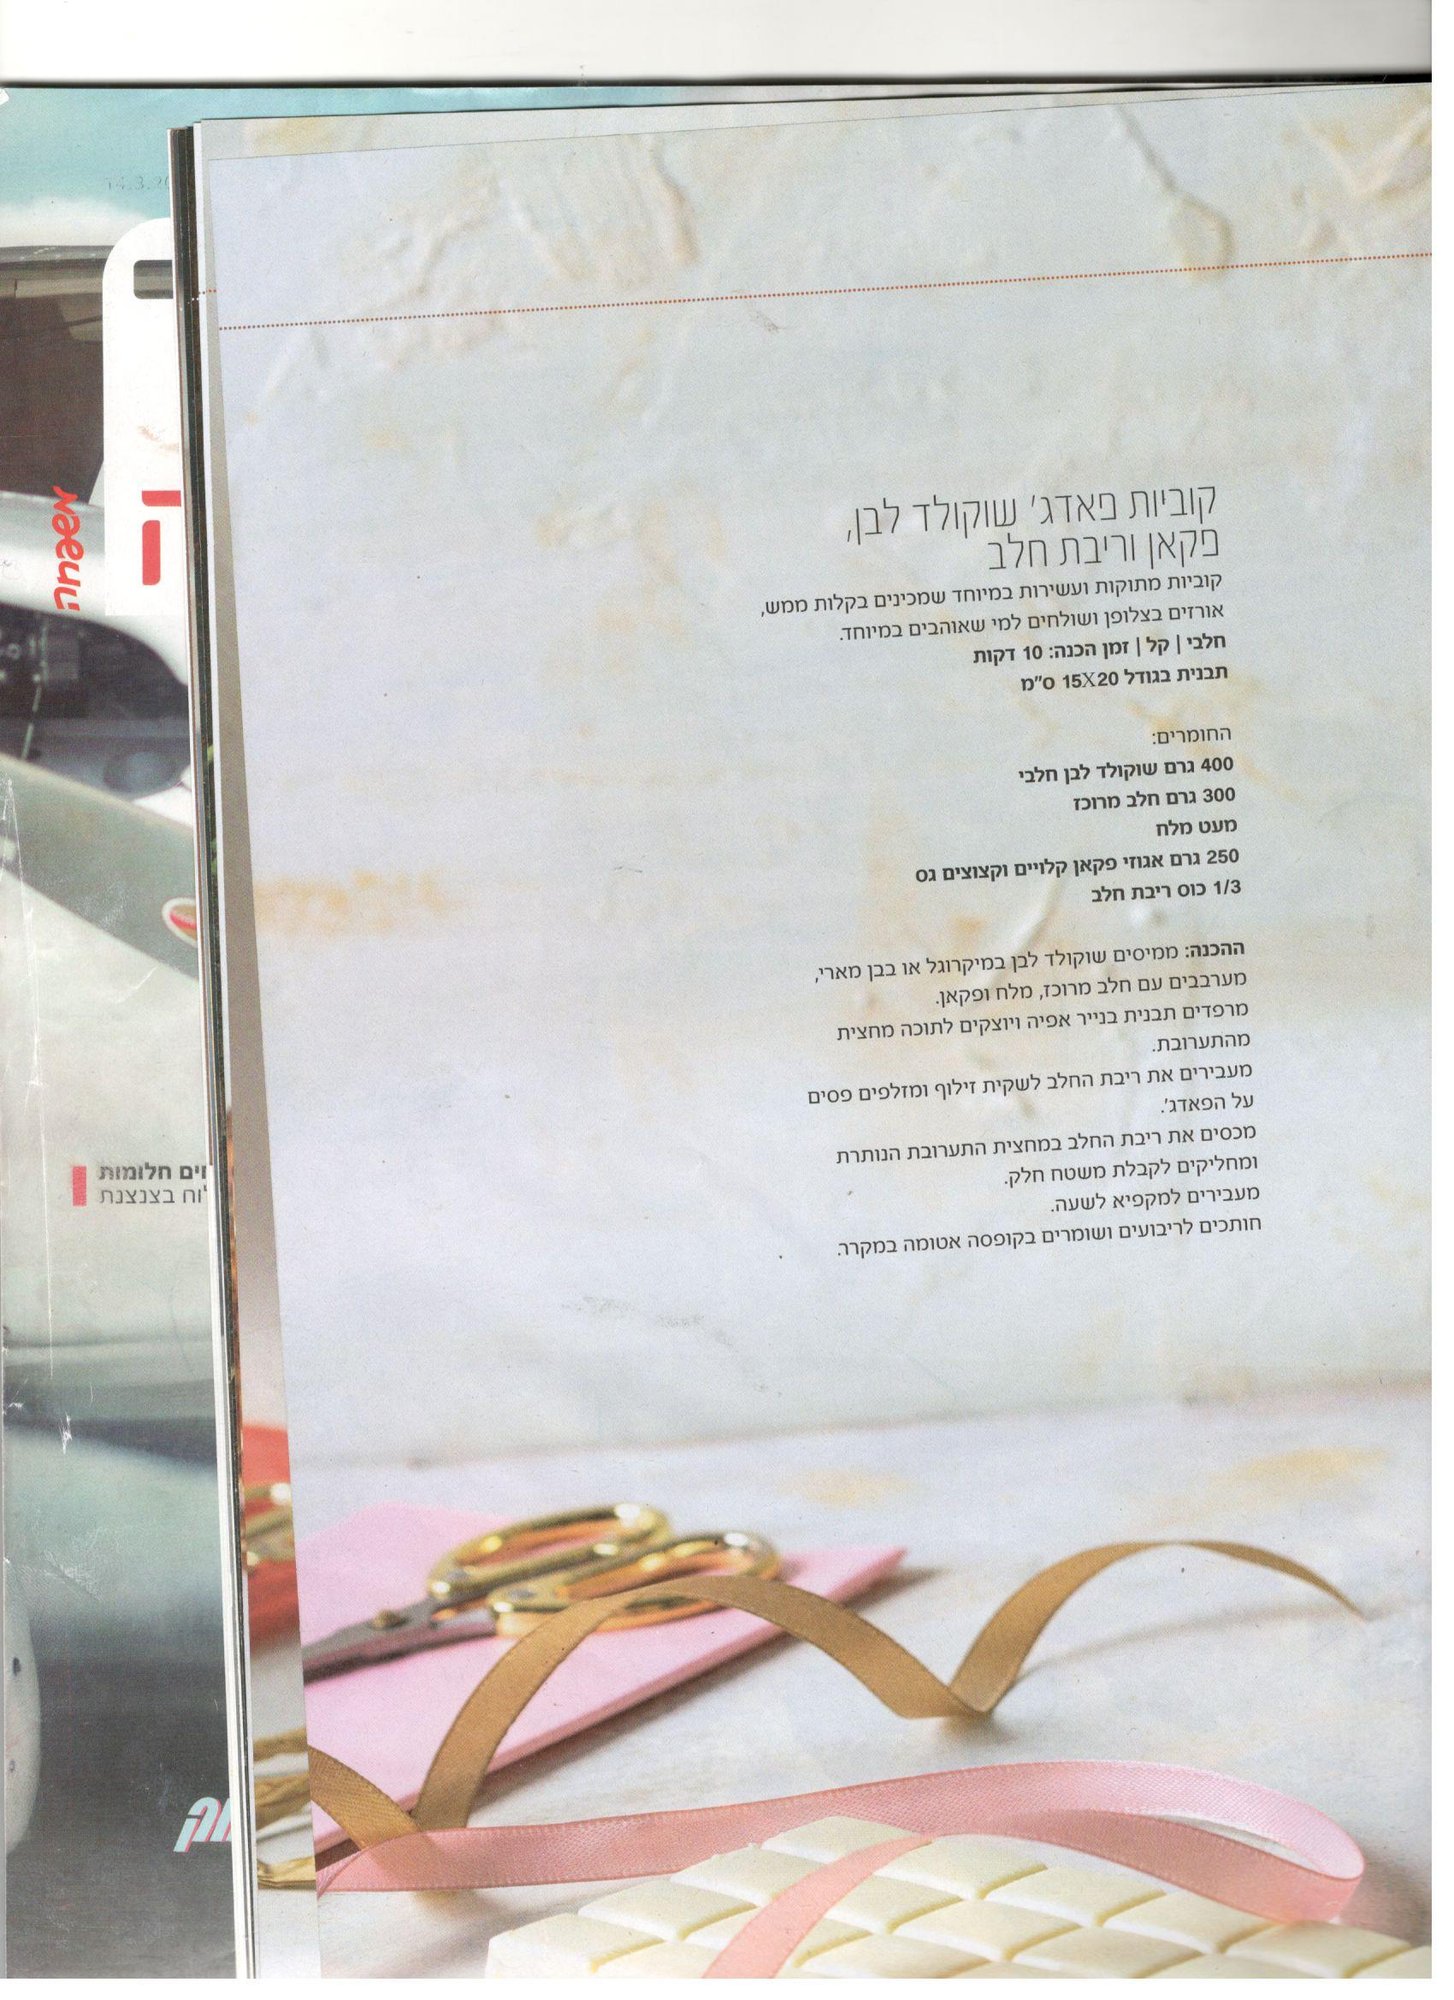 קוביות פאדג' שוקולד לבן,
פקאן וריבת חלב
קוביות מתוקות ועשירות במיוחד שמכינים בקלות ממש,
אורזים בצלופן ושולחים למי שאוהבים במיוחד.
חלבי | קל | זמן הכנה: 10 דקות
תבנית בגודל 15X20 ס"מ
החומרים:
400 גרם שוקולד לבן חלבי
300 גרם חלב מרוכז
מעט מלח
250 גרם אגוזי פקאן קלויים וקצוצים גס
1/3 כוס ריבת חלב
ההכנה: ממיסים שוקולד לבן במיקרוגל או בבן מארי,
מערבבים עם חלב מרוכז, מלח ופקאן.
מרפדים תבנית בנייר אפיה ויוצקים לתוכה מחצית
מהתערובת.
מעבירים את ריבת החלב לשקית זילוף ומזלפים פסים
על הפאדג'.
מכסים את ריבת החלב במחצית התערובת הנותרת
ומחליקים לקבלת משטח חלק.
מעבירים למקפיא לשעה.
חותכים לריבועים ושומרים בקופסה אטומה במקרר.
משפחה
חלומות
בצנצנת